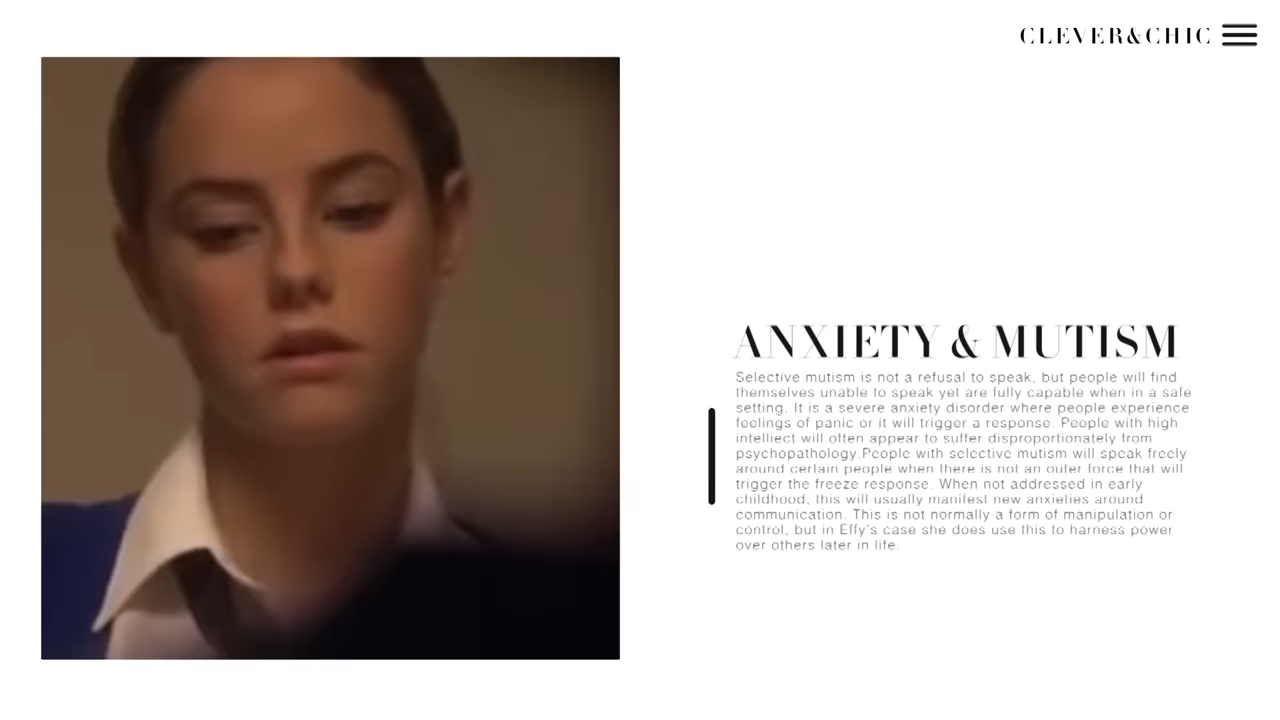 CLEVER&CHIC
ANXIETY & MUTISM
Selective mutism is not a refusal to speak, but people will find
themselves unable to speak yet are fully capable when in a safe
setting. It is a severe anxiety disorder where people experience
feelings of panic or it will trigger a response. People with high
intelliect will often appear to suffer disproportionately from
psychopathology.People with selective mutism will speak freely
around certain people when there is not an outer force that will
trigger the freeze response. When not addressed in early
childhood, this will usually manifest new anxieties around
communication. This is not normally a form of manipulation or
control, but in Effy's case she does use this to harness power
over others later in life.